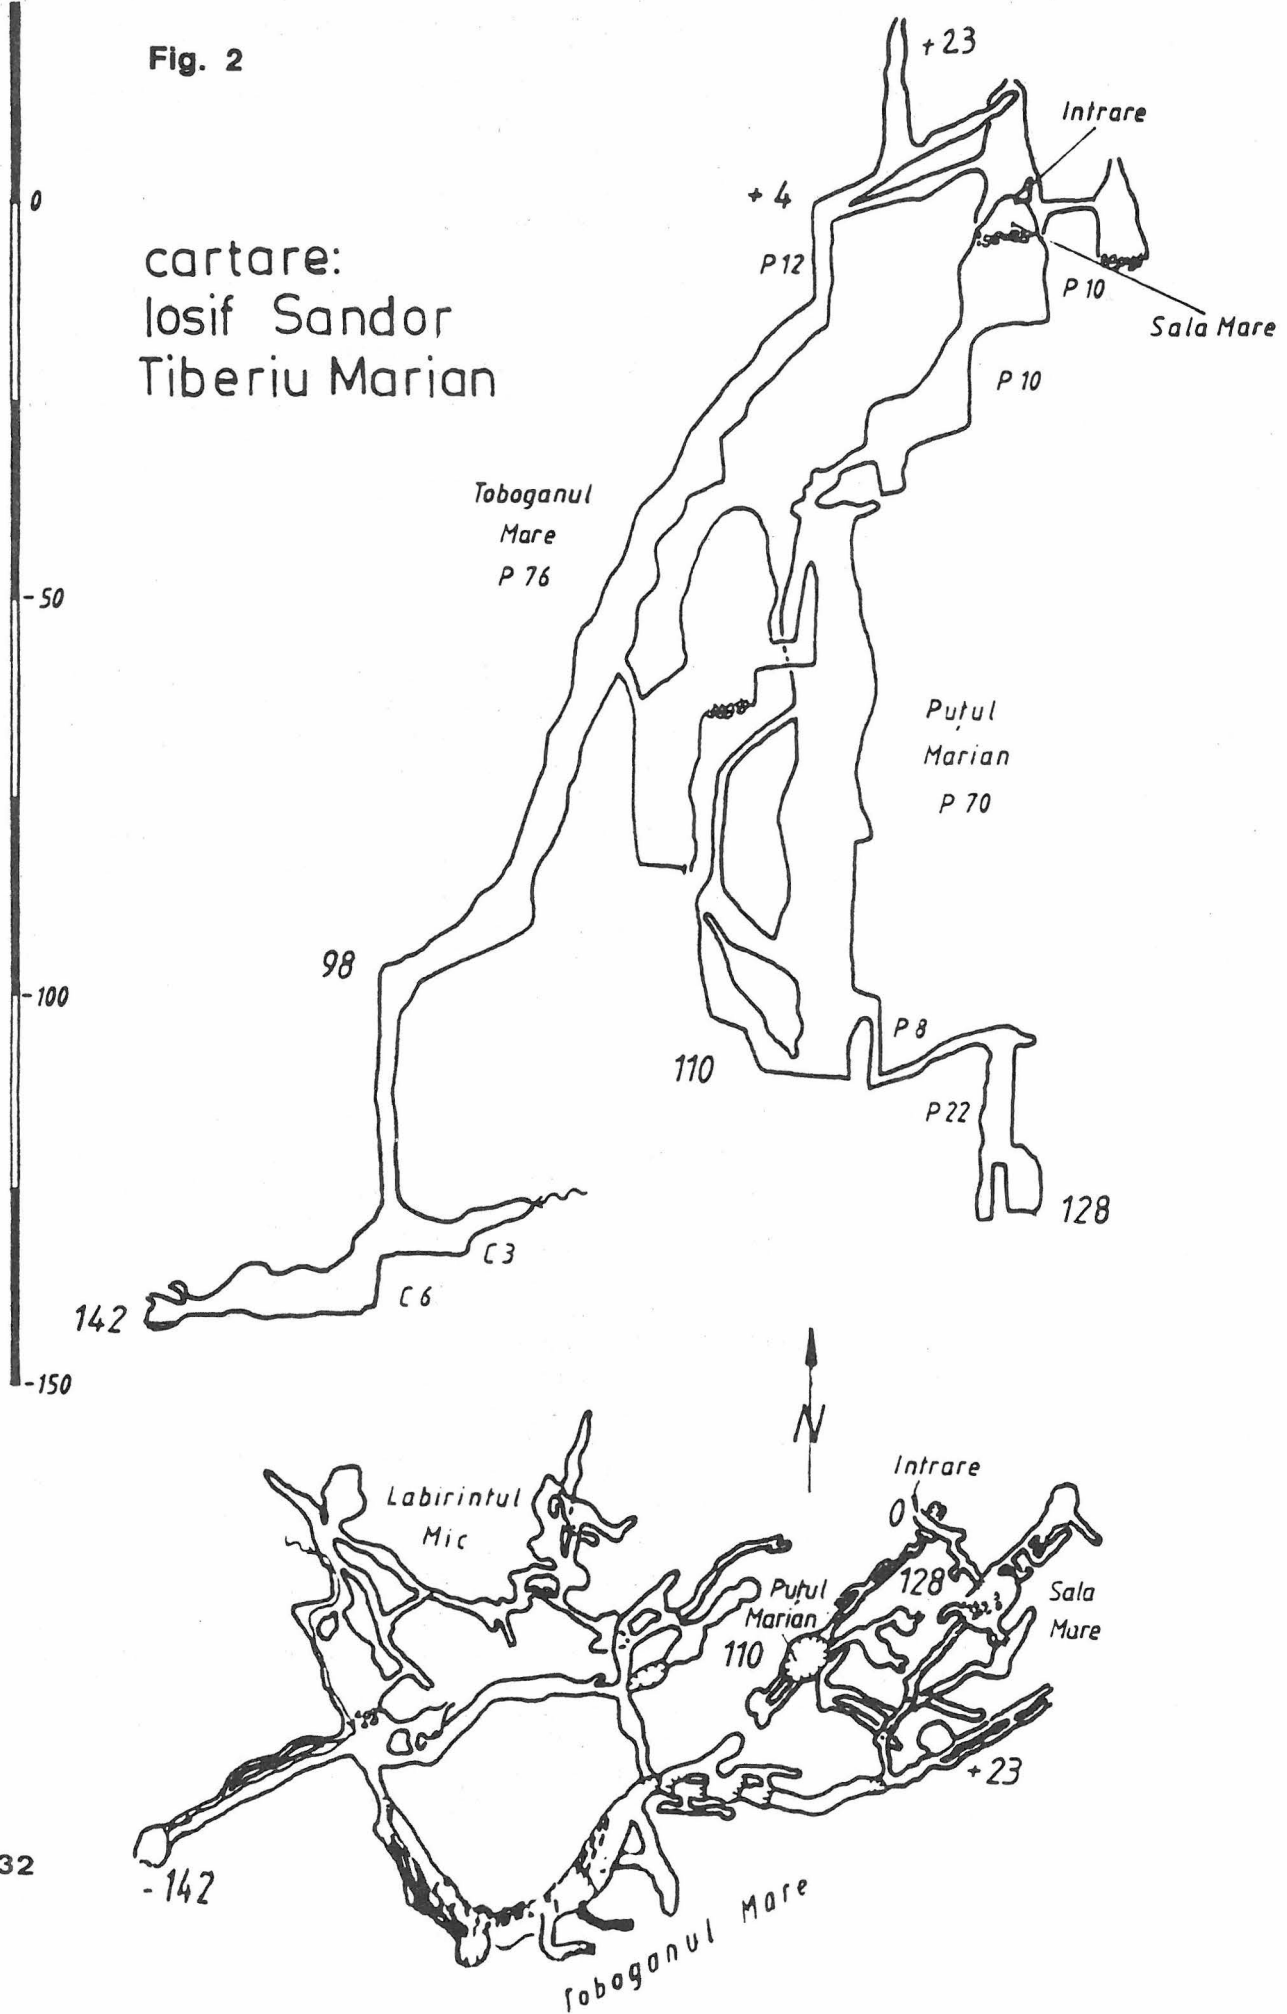 Fig. 2
+23
Intrare
0
+4
cartare:
Iosif Sandor
Tiberiu Marian
P 12
P 10
Sala Mare
P 10
Toboganul
Mare
P 76
-50
Puțul
Marian
P 70
98
-100
P 8
110
P 22
128
C 3
C 6
142
-150
N
Intrare
0
Labirintul
Mic
128
Puțul
Marian
110
Sala
Mare
+23
32
-142
Toboganul Mare